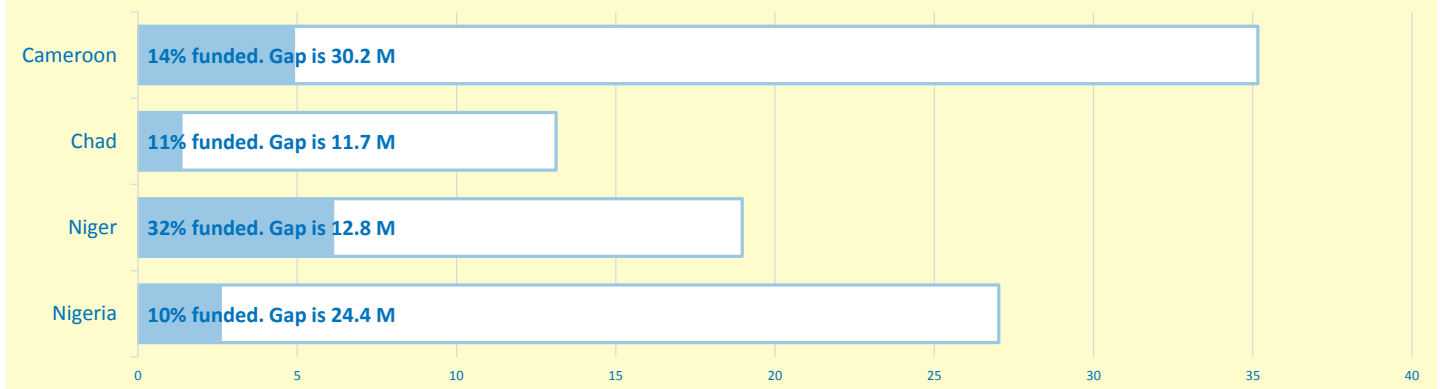 Cameroon 14% funded. Gap is 30.2 M
Chad 11% funded. Gap is 11.7 M
Niger 32% funded. Gap is 12.8 M
Nigeria 10% funded. Gap is 24.4 M
0 5 10 15 20 25 30 35 40